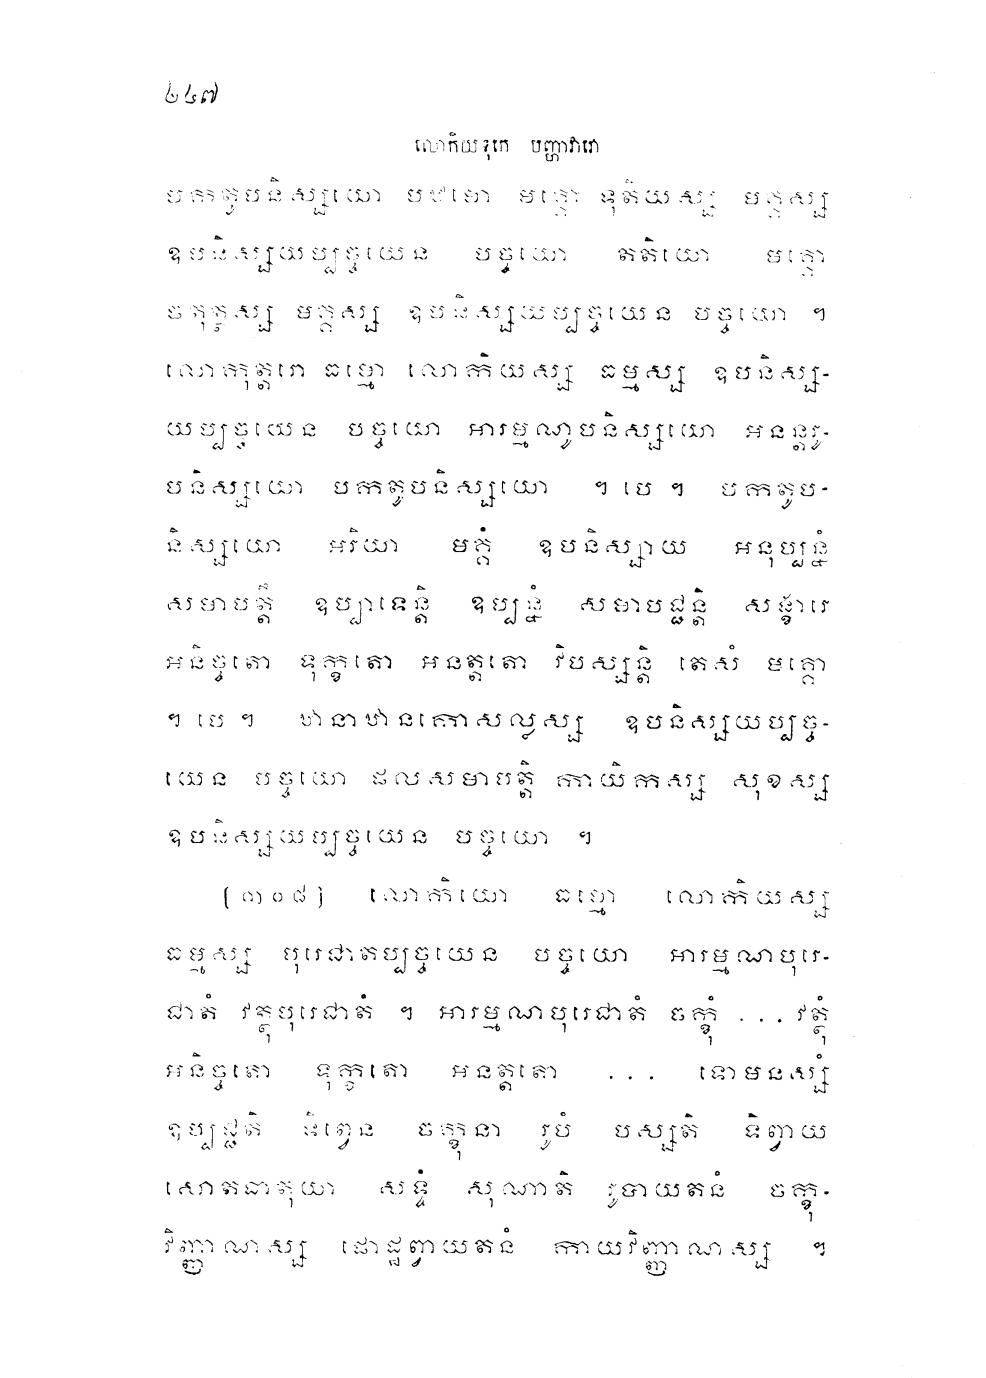 ២៤៧
លោកិយទុកេ បញ្ហាវារោ
បកតូបនិស្សយោ បឋមោ មគ្គោ ទុតិយស្ស មគ្គស្ស
ឧបនិស្សយប្បច្ចយេន បច្ចយោ តតិយោ មគ្គោ
ចតុត្ថស្ស មគ្គស្ស ឧបនិស្សយប្បច្ចយេន បច្ចយោ ។
លោកុត្តរោ ធម្មោ លោកិយស្ស ធម្មស្ស ឧបនិស្ស-
យប្បច្ចយេន បច្ចយោ អារម្មណូបនិស្សយោ អនន្តរូ-
បនិស្សយោ បកតូបនិស្សយោ ។ បេ ។ បកតូប-
និស្សយោ អរិយា មគ្គំ ឧបនិស្សាយ អនុប្បន្នំ
សមាបត្តឹ ឧប្បាទេន្តិ ឧប្បន្នំ សមាបជ្ជន្តិ សង្ខារេ
អនិច្ចតោ ទុក្ខតោ អនត្តតោ វិបស្សន្តិ តេសំ មគ្គោ
។ បេ ។ ឋានាឋានកោសល្លស្ស ឧបនិស្សយប្បច្ច-
យេន បច្ចយោ ផលសមាបត្តិ កាយិកស្ស សុខស្ស
ឧបនិស្សយប្បច្ចយេន បច្ចយោ ។
[៣០៨] លោកិយោ ធម្មោ លោកិយស្ស
ធម្មស្ស បុរេជាតប្បច្ចយេន បច្ចយោ អារម្មណបុរេ-
ជាតំ វត្ថុបុរេជាតំ ។ អារម្មណបុរេជាតំ ចក្ខុំ ... វត្ថុំ
អនិច្ចតោ ទុក្ខតោ អនត្តតោ ... ទោមនស្សំ
ឧប្បជ្ជតិ ទិព្វេន ចក្ខុនា រូបំ បស្សតិ ទិព្វាយ
សោតធាតុយា សទ្ទំ សុណាតិ រូបាយតនំ ចក្ខុ-
វិញ្ញាណស្ស ផោដ្ឋព្វាយតនំ កាយវិញ្ញាណស្ស ។